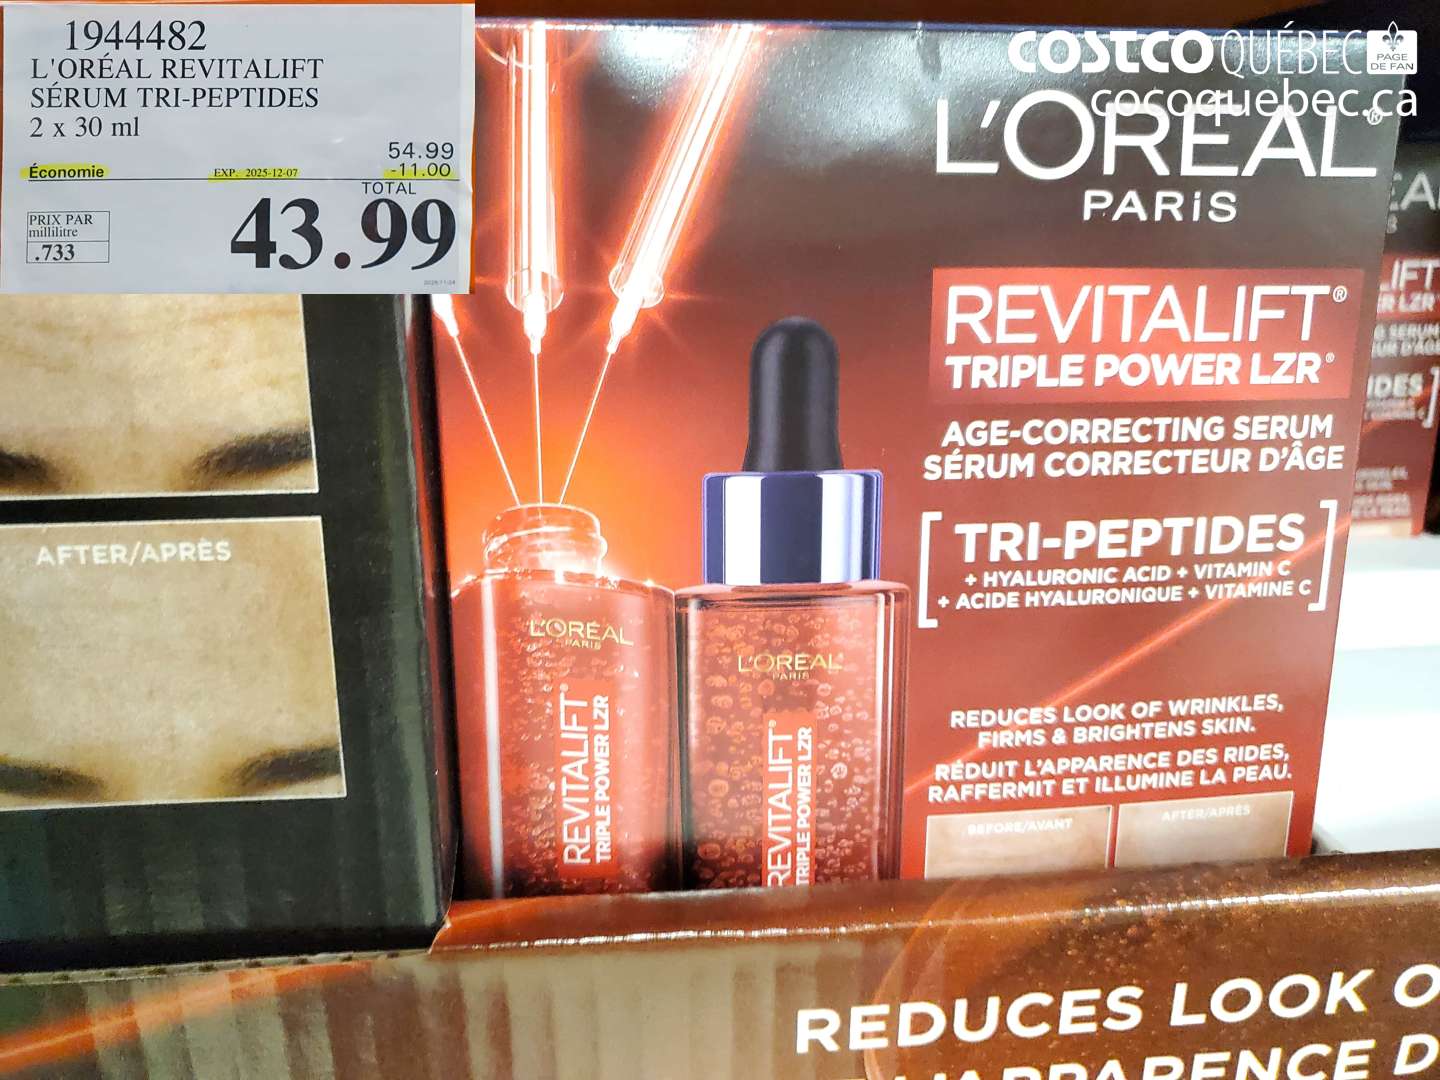 1944482
L'ORÉAL REVITALIFT
SÉRUM TRI-PEPTIDES
2 x 30 ml
54.99
Économie EXP. 2025-12-07 -11.00
TOTAL
43.99
PRIX PAR
millilitre
.733
COSTCO QUÉBEC
PAGE
DE FAN
cocoquebec.ca
L'ORÉAL®
PARIS
REVITALIFT®
TRIPLE POWER LZR®
AGE-CORRECTING SERUM
SÉRUM CORRECTEUR D'ÂGE
[TRI-PEPTIDES
+ HYALURONIC ACID + VITAMIN C
+ ACIDE HYALURONIQUE + VITAMINE C]
REDUCES LOOK OF WRINKLES,
FIRMS & BRIGHTENS SKIN.
RÉDUIT L'APPARENCE DES RIDES,
RAFFERMIT ET ILLUMINE LA PEAU.
BEFORE/AVANT
AFTER/APRÈS
AFTER/APRÈS
L'ORÉAL
PARIS
REVITALIFT®
TRIPLE POWER LZR
L'ORÉAL
PARIS
REVITALIFT®
TRIPLE POWER LZR
REDUCES LOOK O
L'APPARENCE D